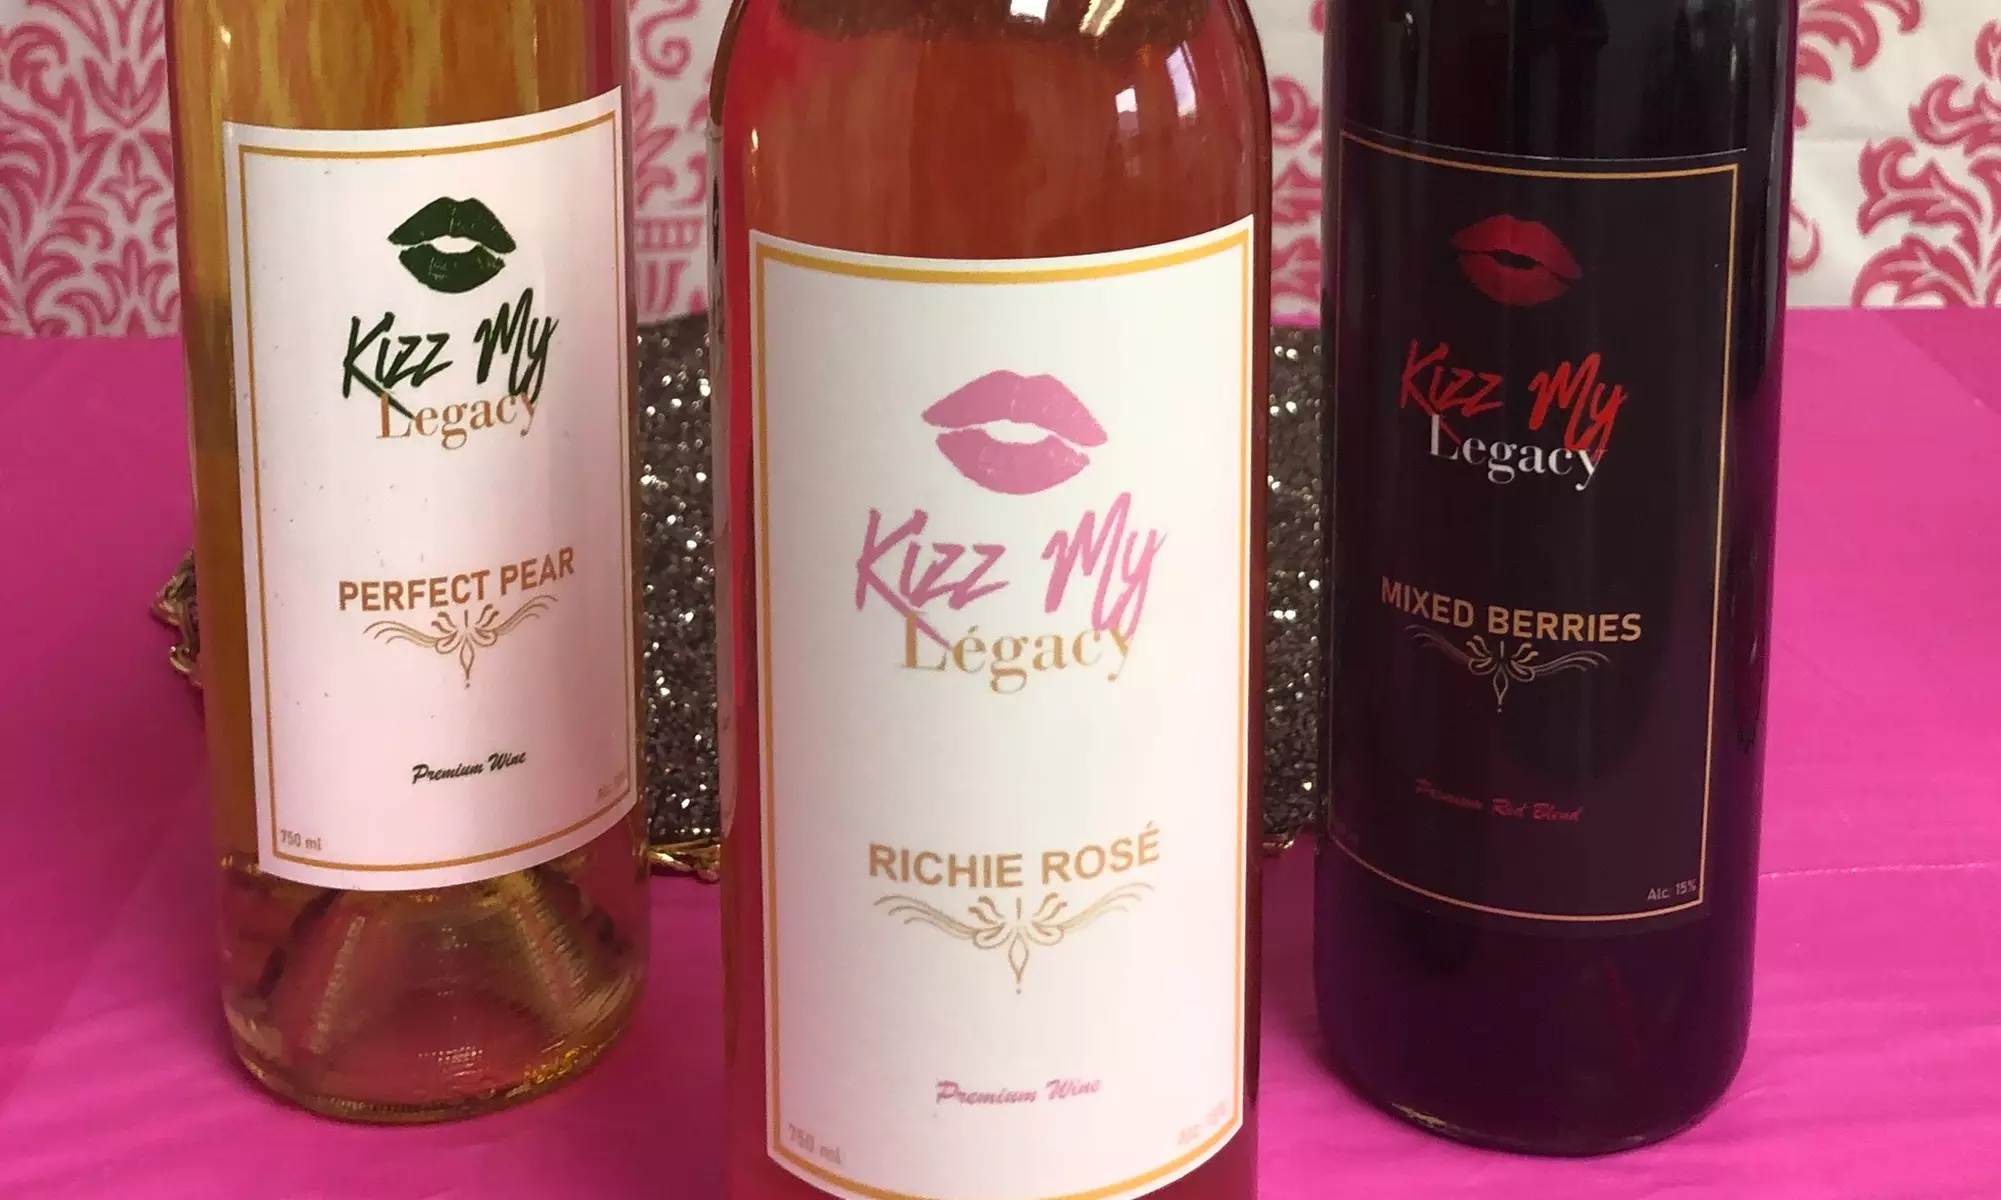 Kizz My
Legacy
PERFECT PEAR
Premium Wine
750 ml
Kizz My
Légacy
RICHIE ROSÉ
Premium Wine
750 ml
Kizz My
Legacy
MIXED BERRIES
Premium Red Blend
Alc. 15%